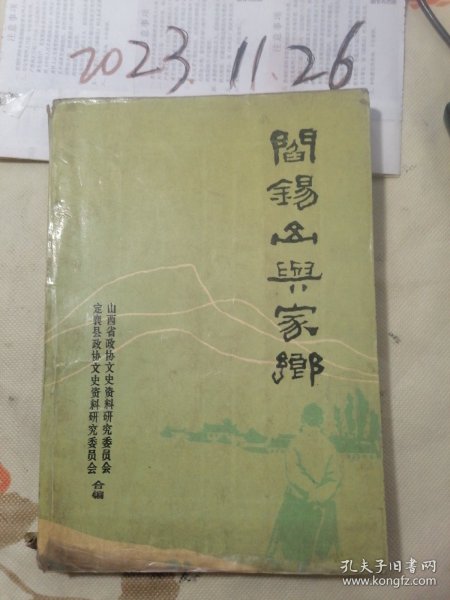 2023.11.26
閻錫山與家鄉
山西省政协文史资料研究委员会
定襄县政协文史资料研究委员会
合编
孔夫子旧书网
www.kongfz.com